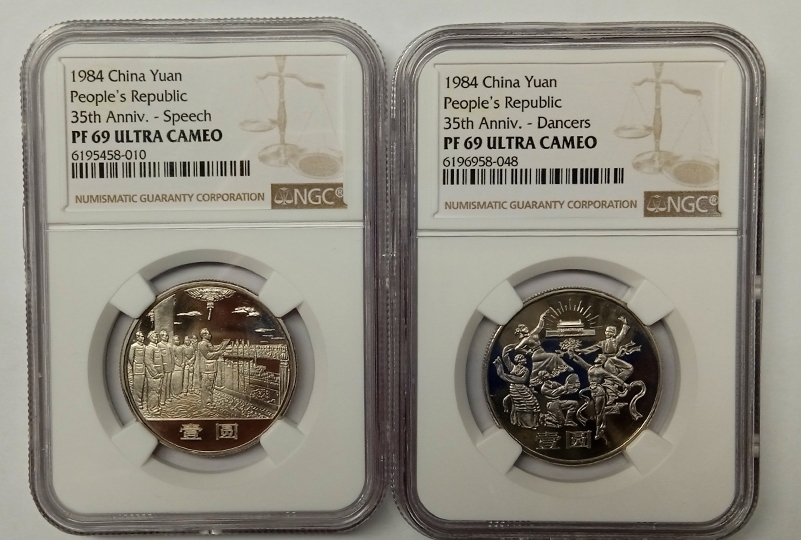 1984 China Yuan
People's Republic
35th Anniv. - Speech
PF 69 ULTRA CAMEO
6195458-010
NUMISMATIC GUARANTY CORPORATION
NGC®
壹圆
1984 China Yuan
People's Republic
35th Anniv. - Dancers
PF 69 ULTRA CAMEO
6196958-048
NUMISMATIC GUARANTY CORPORATION
NGC®
壹圆